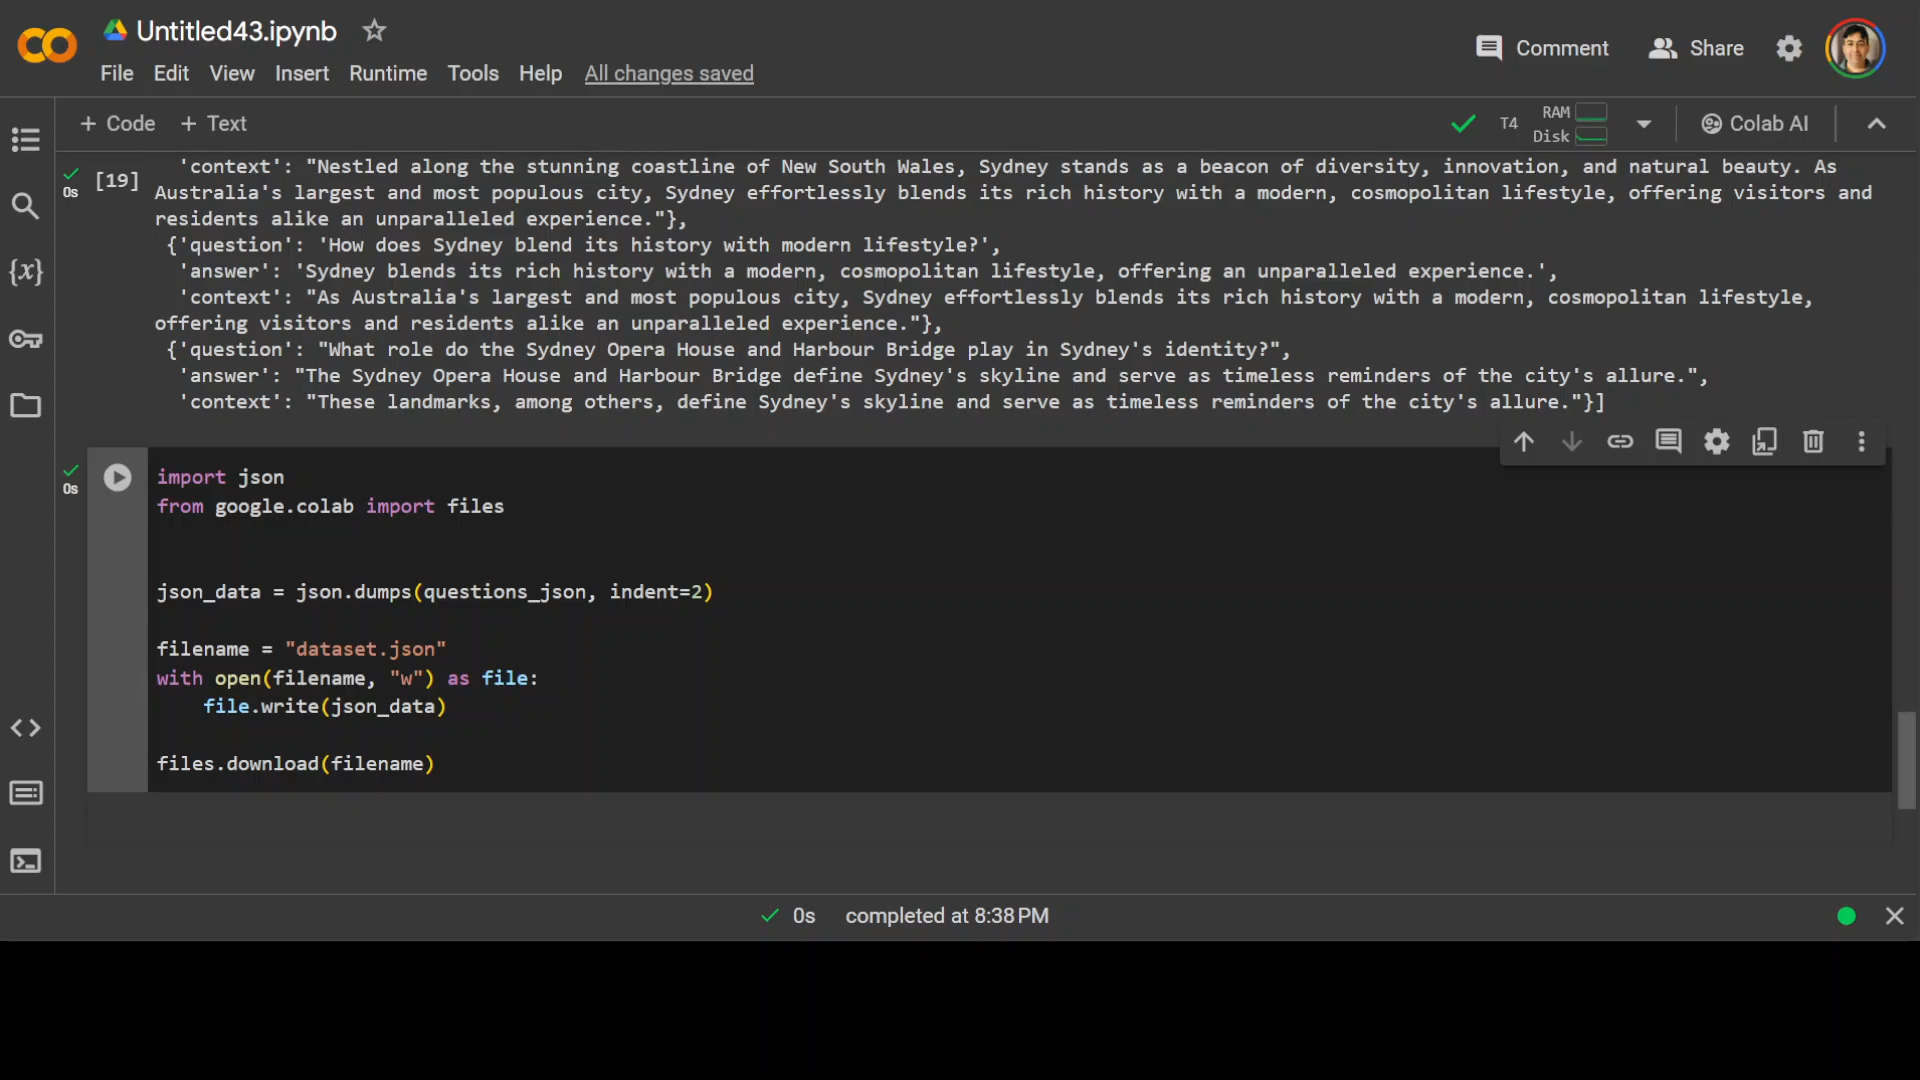 Untitled43.ipynb
Comment
Share
File Edit View Insert Runtime Tools Help All changes saved
+ Code + Text
T4
RAM
Disk
Colab AI
0s
[19]
'context': "Nestled along the stunning coastline of New South Wales, Sydney stands as a beacon of diversity, innovation, and natural beauty. As
Australia's largest and most populous city, Sydney effortlessly blends its rich history with a modern, cosmopolitan lifestyle, offering visitors and
residents alike an unparalleled experience."},
{'question': 'How does Sydney blend its history with modern lifestyle?',
'answer': 'Sydney blends its rich history with a modern, cosmopolitan lifestyle, offering an unparalleled experience.',
'context': "As Australia's largest and most populous city, Sydney effortlessly blends its rich history with a modern, cosmopolitan lifestyle,
offering visitors and residents alike an unparalleled experience."},
{'question': "What role do the Sydney Opera House and Harbour Bridge play in Sydney's identity?",
'answer': "The Sydney Opera House and Harbour Bridge define Sydney's skyline and serve as timeless reminders of the city's allure.",
'context': "These landmarks, among others, define Sydney's skyline and serve as timeless reminders of the city's allure."}]
0s
import json
from google.colab import files
json_data = json.dumps(questions_json, indent=2)
filename = "dataset.json"
with open(filename, "w") as file:
file.write(json_data)
files.download(filename)
0s completed at 8:38 PM